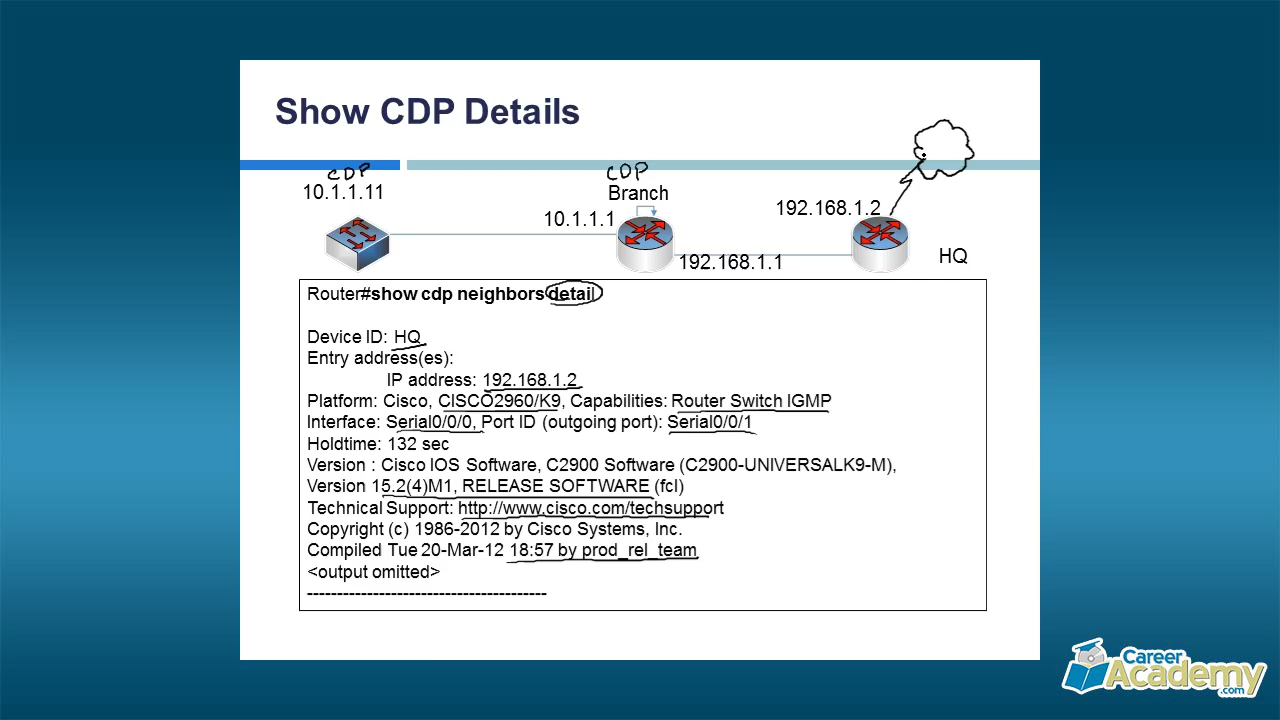 Show CDP Details
CDP
CDP
10.1.1.11
Branch
10.1.1.1
192.168.1.2
192.168.1.1
HQ
Router#show cdp neighbors detail
Device ID: HQ
Entry address(es):
IP address: 192.168.1.2
Platform: Cisco, CISCO2960/K9, Capabilities: Router Switch IGMP
Interface: Serial0/0/0, Port ID (outgoing port): Serial0/0/1
Holdtime: 132 sec
Version : Cisco IOS Software, C2900 Software (C2900-UNIVERSALK9-M),
Version 15.2(4)M1, RELEASE SOFTWARE (fcl)
Technical Support: http://www.cisco.com/techsupport
Copyright (c) 1986-2012 by Cisco Systems, Inc.
Compiled Tue 20-Mar-12 18:57 by prod_rel_team
<output omitted>
----------------------------------------
Career
Academy
.com